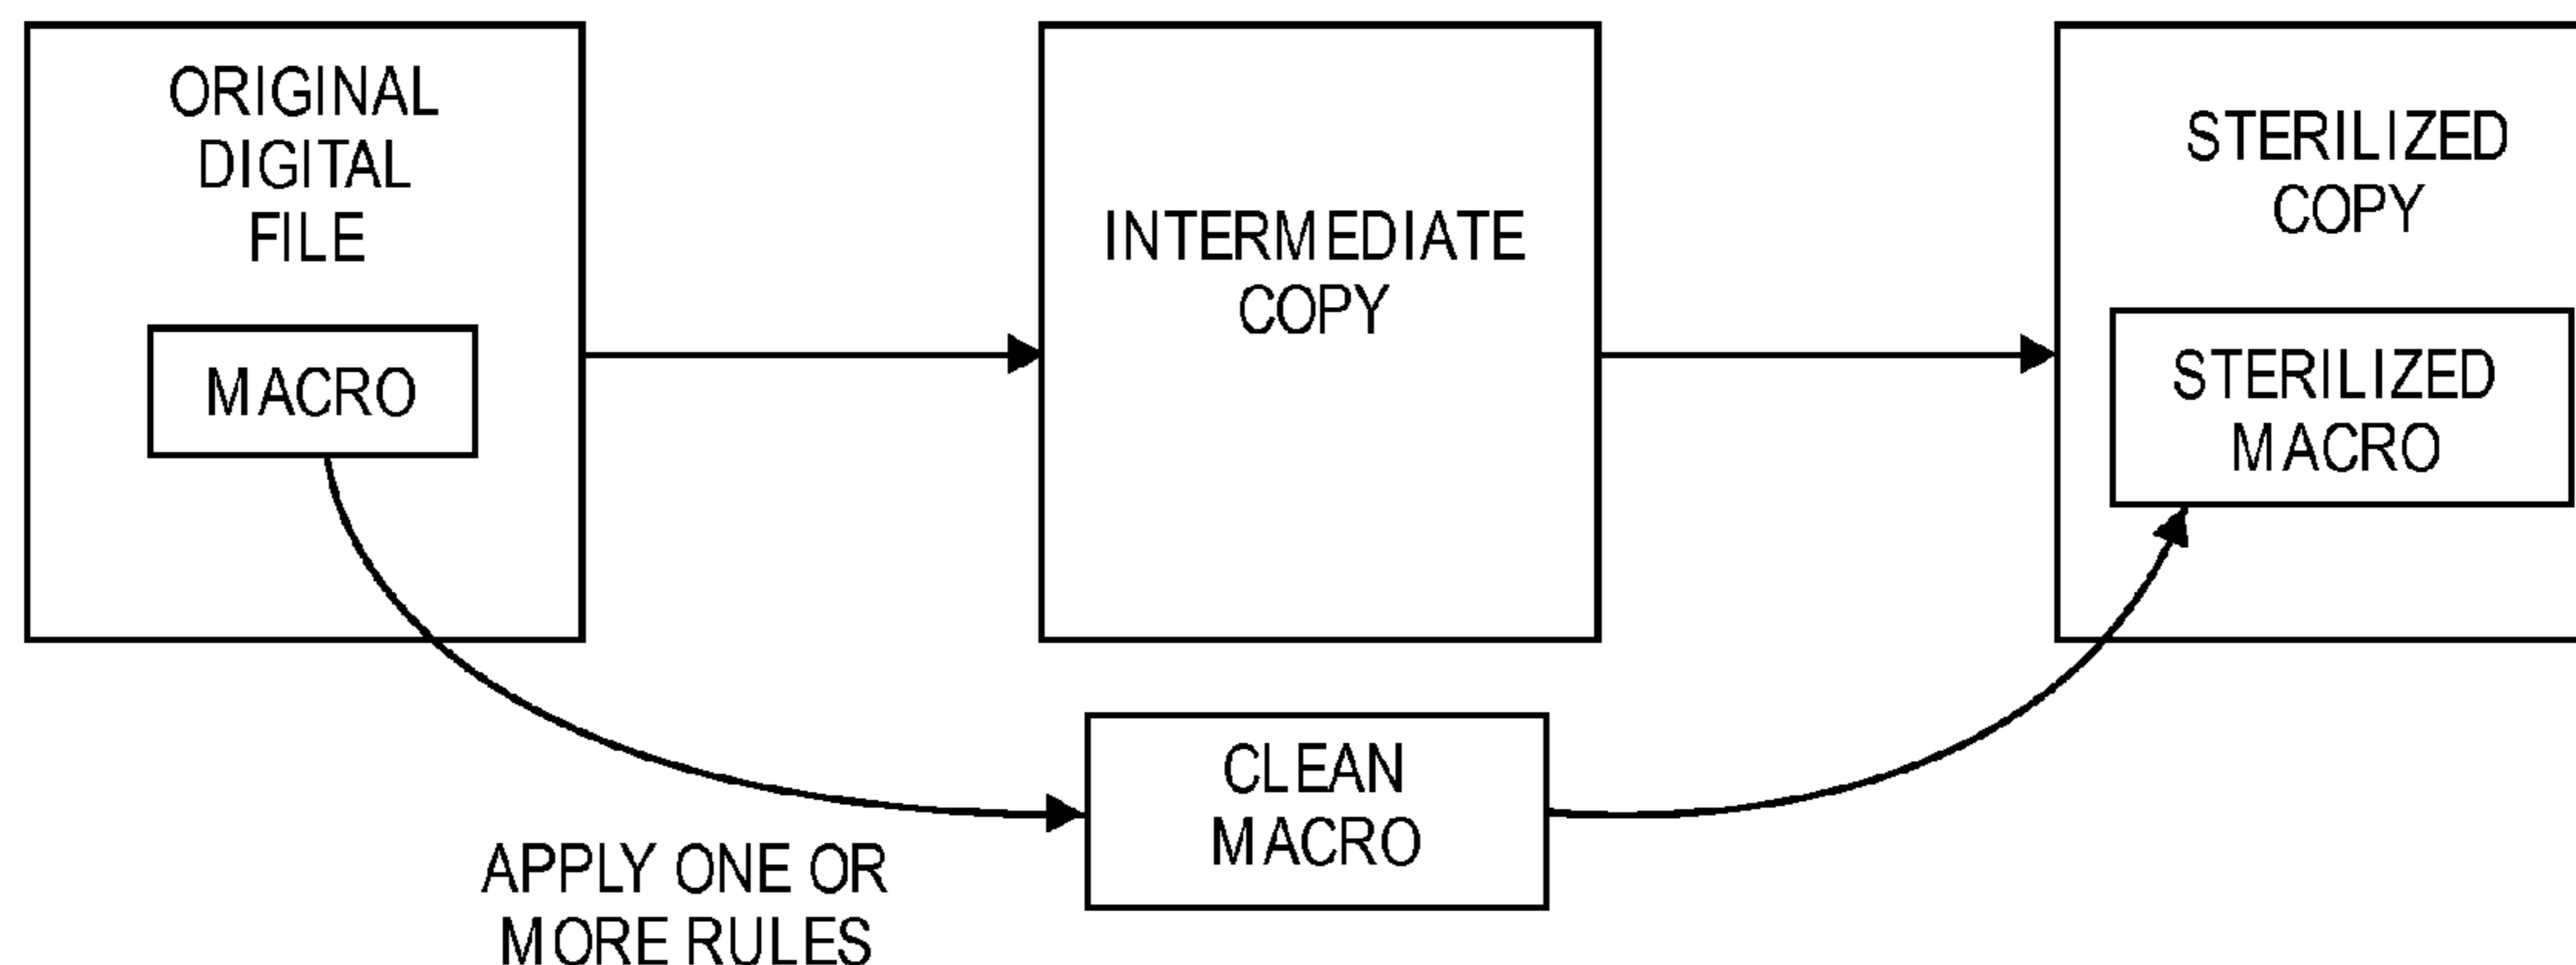 ORIGINAL
DIGITAL
FILE
MACRO
INTERMEDIATE
COPY
STERILIZED
COPY
STERILIZED
MACRO
CLEAN
MACRO
APPLY ONE OR
MORE RULES